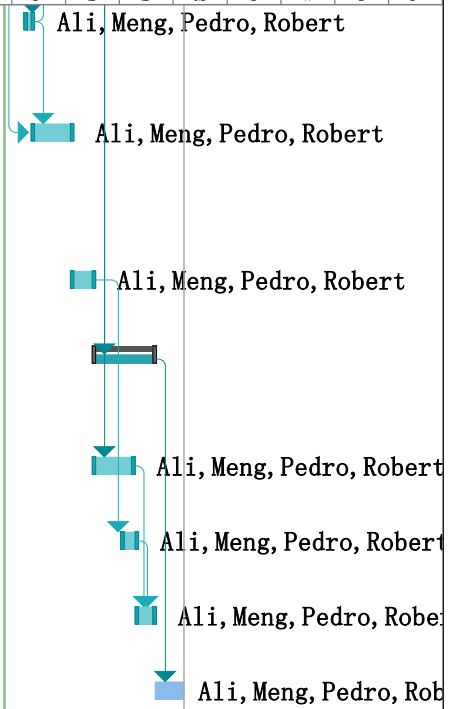 Ali, Meng, Pedro, Robert
Ali, Meng, Pedro, Robert
Ali, Meng, Pedro, Robert
Ali, Meng, Pedro, Robert
Ali, Meng, Pedro, Robert
Ali, Meng, Pedro, Rober
Ali, Meng, Pedro, Rob